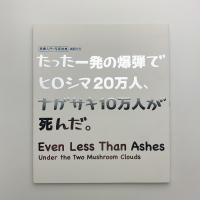 たった一発の爆弾で
ヒロシマ20万人、
ナガサキ10万人が
死んだ。
Even Less Than Ashes
Under the Two Mushroom Clouds